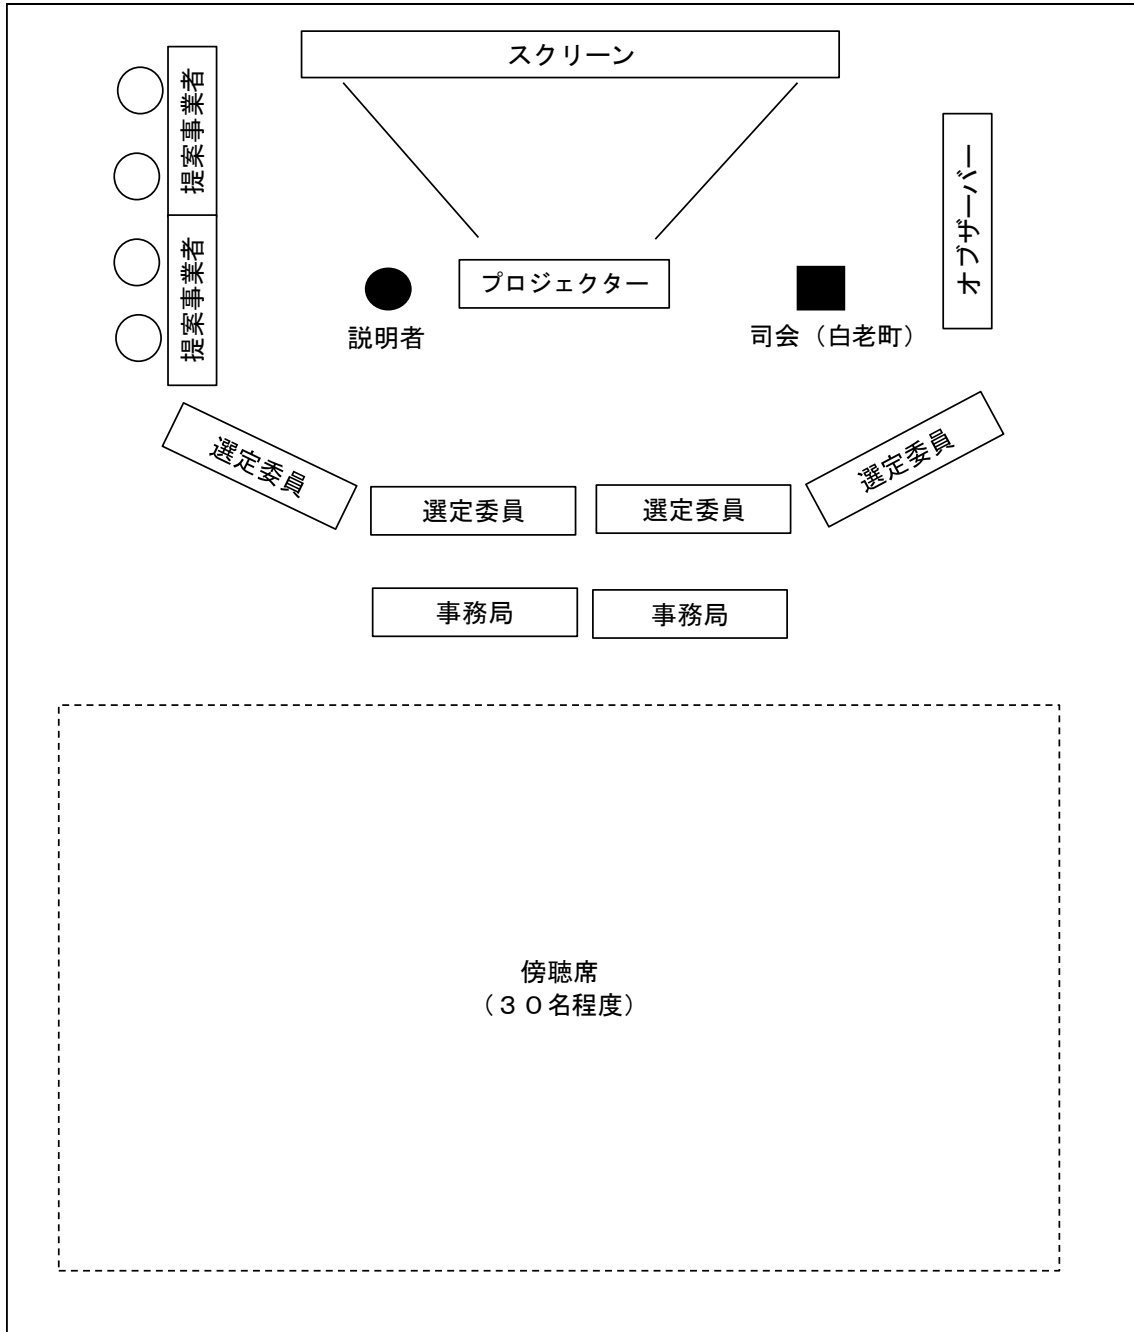 スクリーン
提案事業者
提案事業者
オブザーバー
プロジェクター
説明者
司会（白老町）
選定委員
選定委員
選定委員
選定委員
事務局
事務局
傍聴席
（３０名程度）